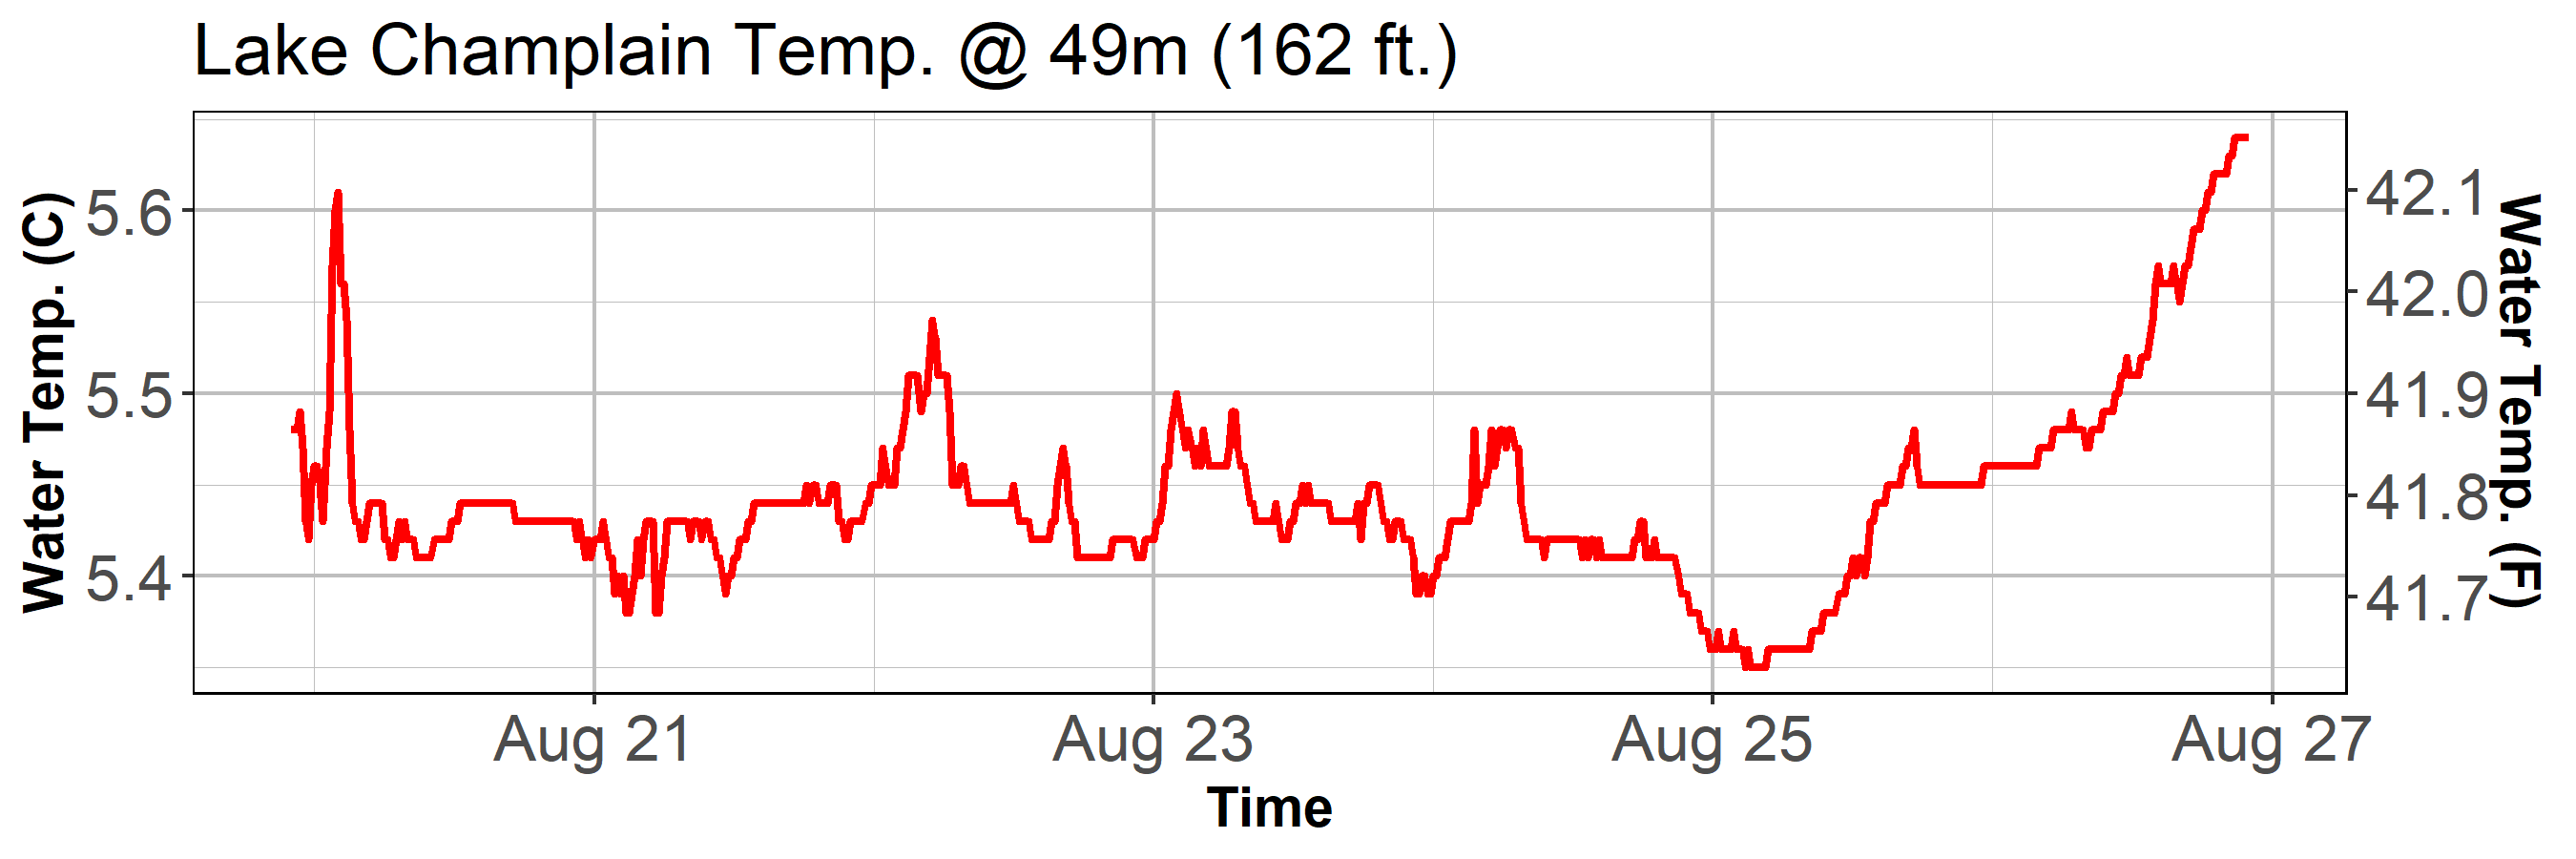 Lake Champlain Temp. @ 49m (162 ft.)
Water Temp. (C)
5.6
5.5
5.4
42.1
42.0
41.9
41.8
41.7
Water Temp. (F)
Aug 21
Aug 23
Aug 25
Aug 27
Time